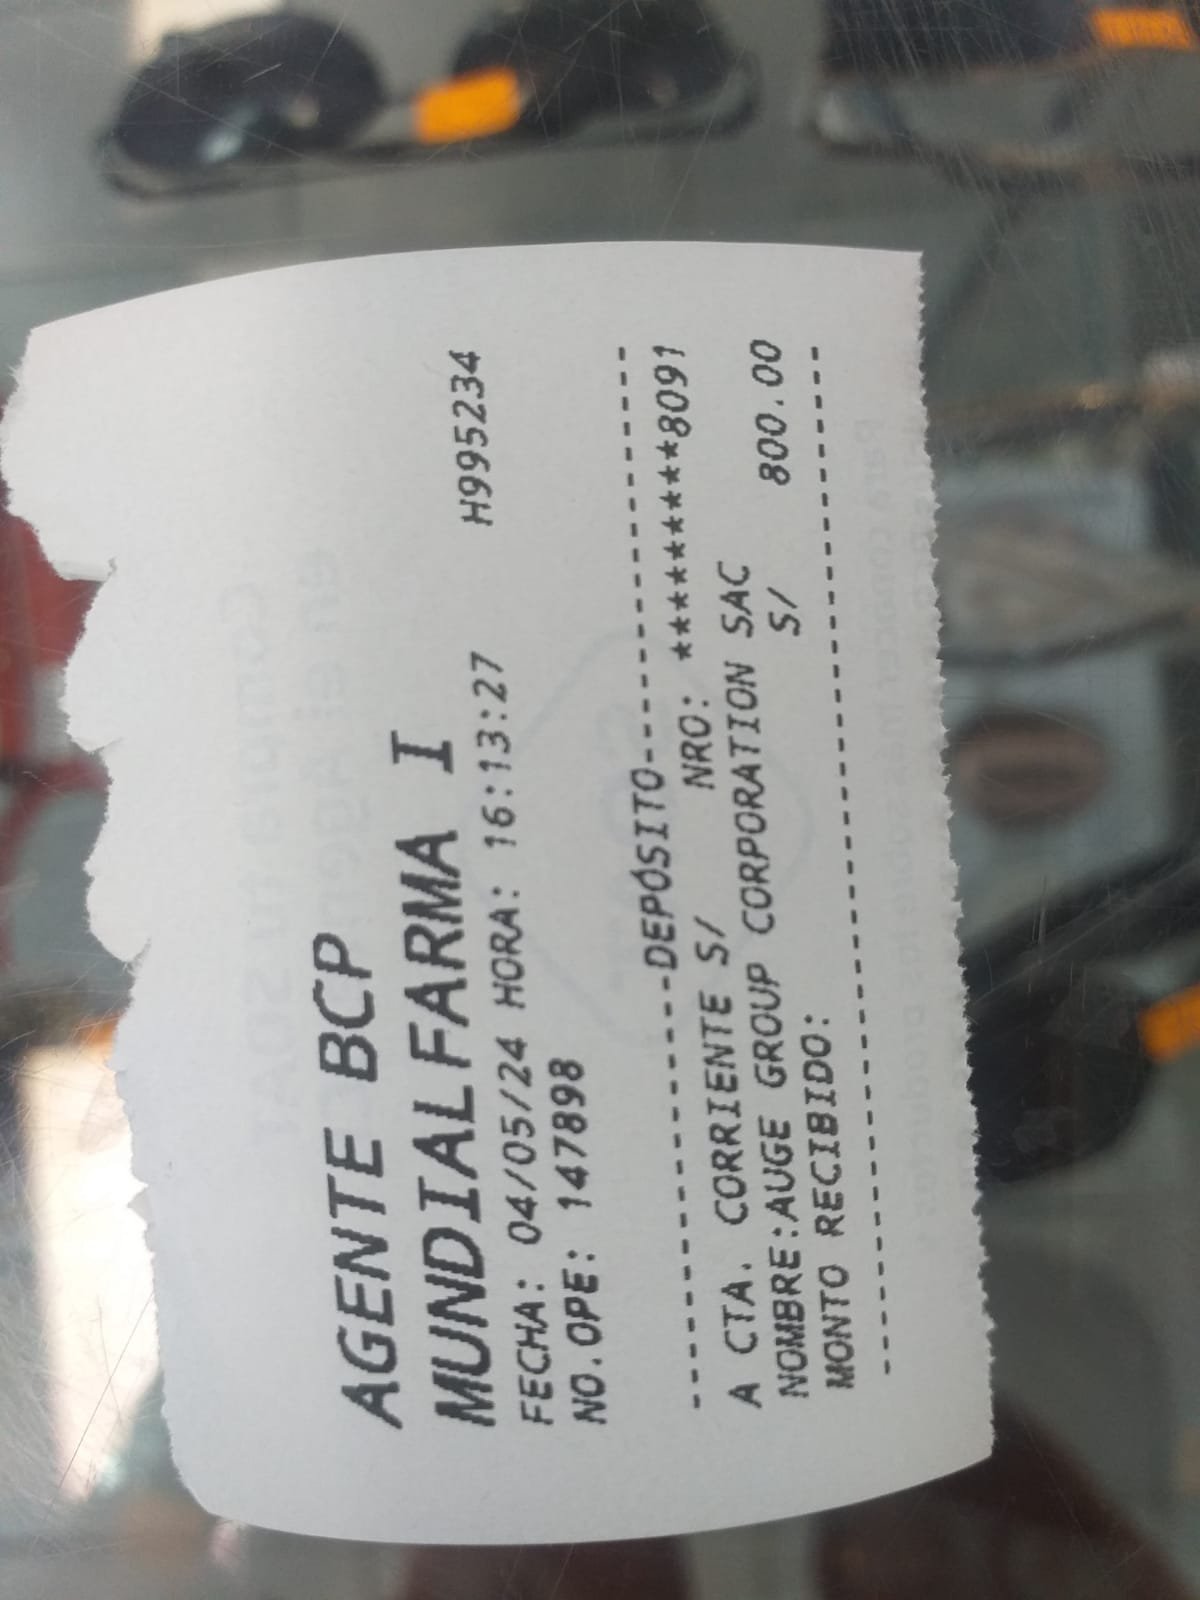 AGENTE BCP
MUNDIALFARMA I
FECHA: 04/05/24 HORA: 16:13:27 H995234
NO.OPE: 147898
-----------------DEPÓSITO-----------------
A CTA. CORRIENTE S/ NRO: *********8091
NOMBRE:AUGE GROUP CORPORATION SAC
MONTO RECIBIDO: S/ 800.00
------------------------------------------